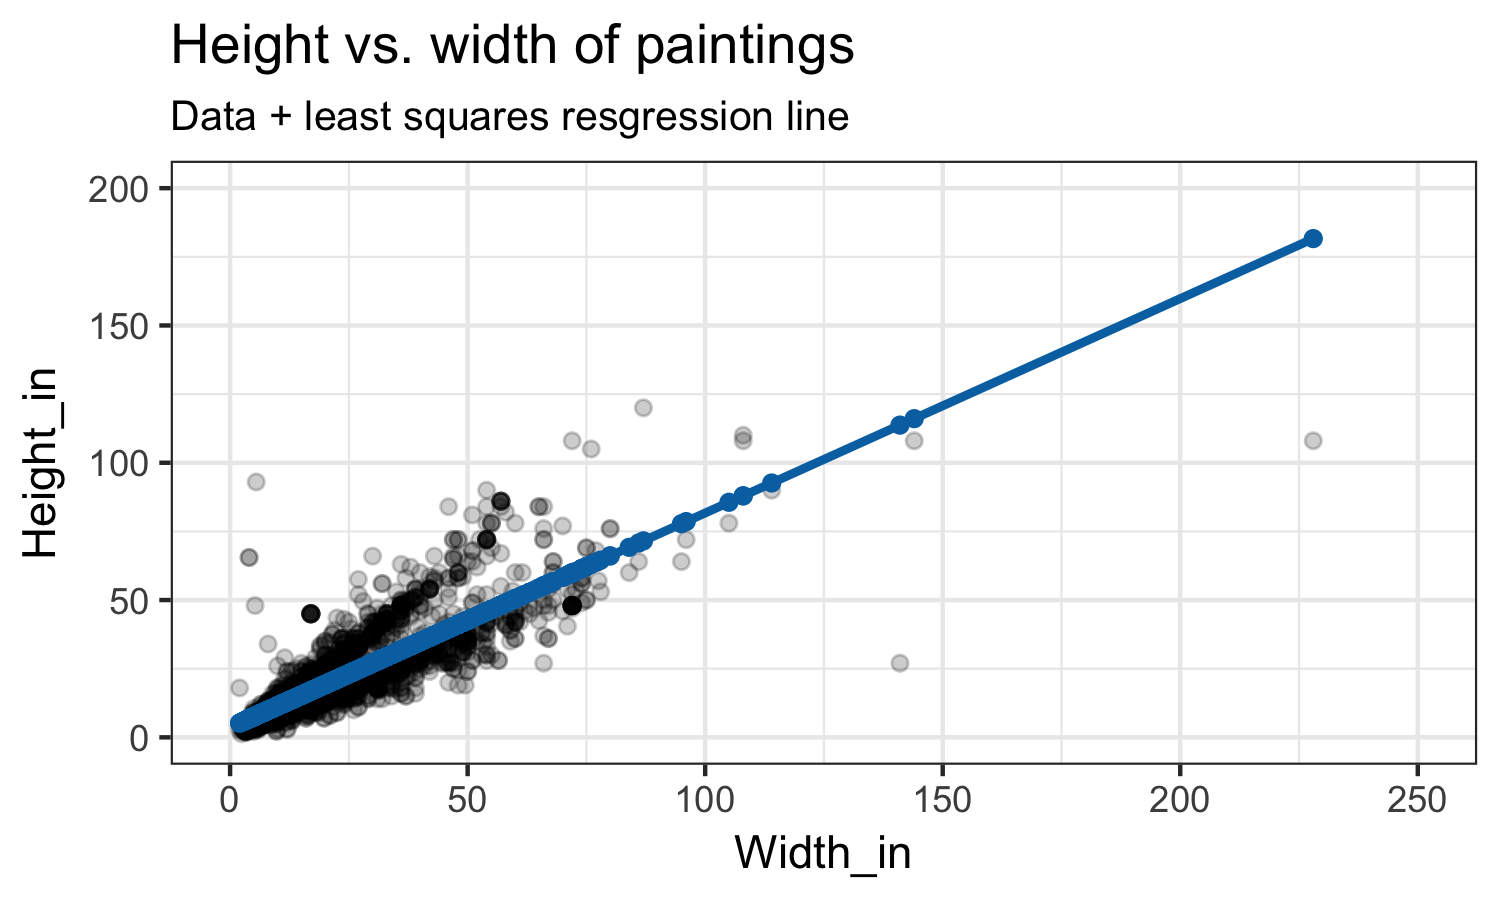 Height vs. width of paintings
Data + least squares resgression line
200
150
100
50
0
Height_in
0 50 100 150 200 250
Width_in